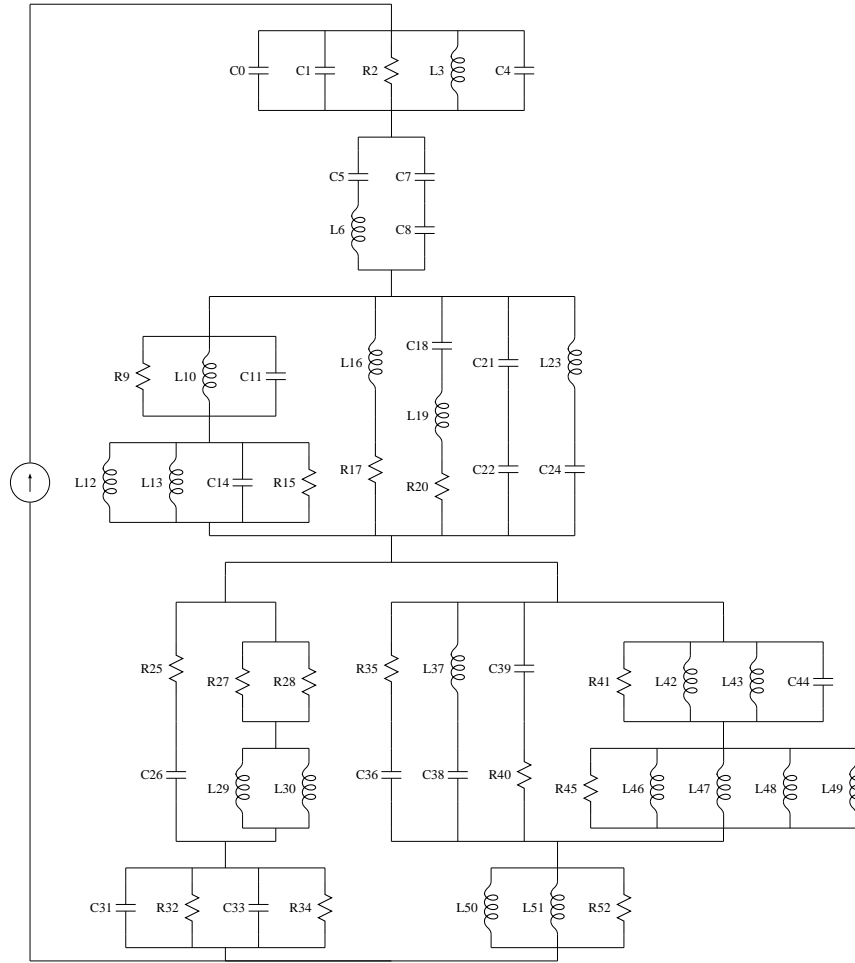 C0 C1 R2 L3 C4
C5 C7
L6 C8
R9 L10 C11 L16 C18 C21 L23
L19
L12 L13 C14 R15 R17 R20 C22 C24
R25 R27 R28 R35 L37 C39 R41 L42 L43 C44
C26 L29 L30 C36 C38 R40 R45 L46 L47 L48 L49
C31 R32 C33 R34 L50 L51 R52